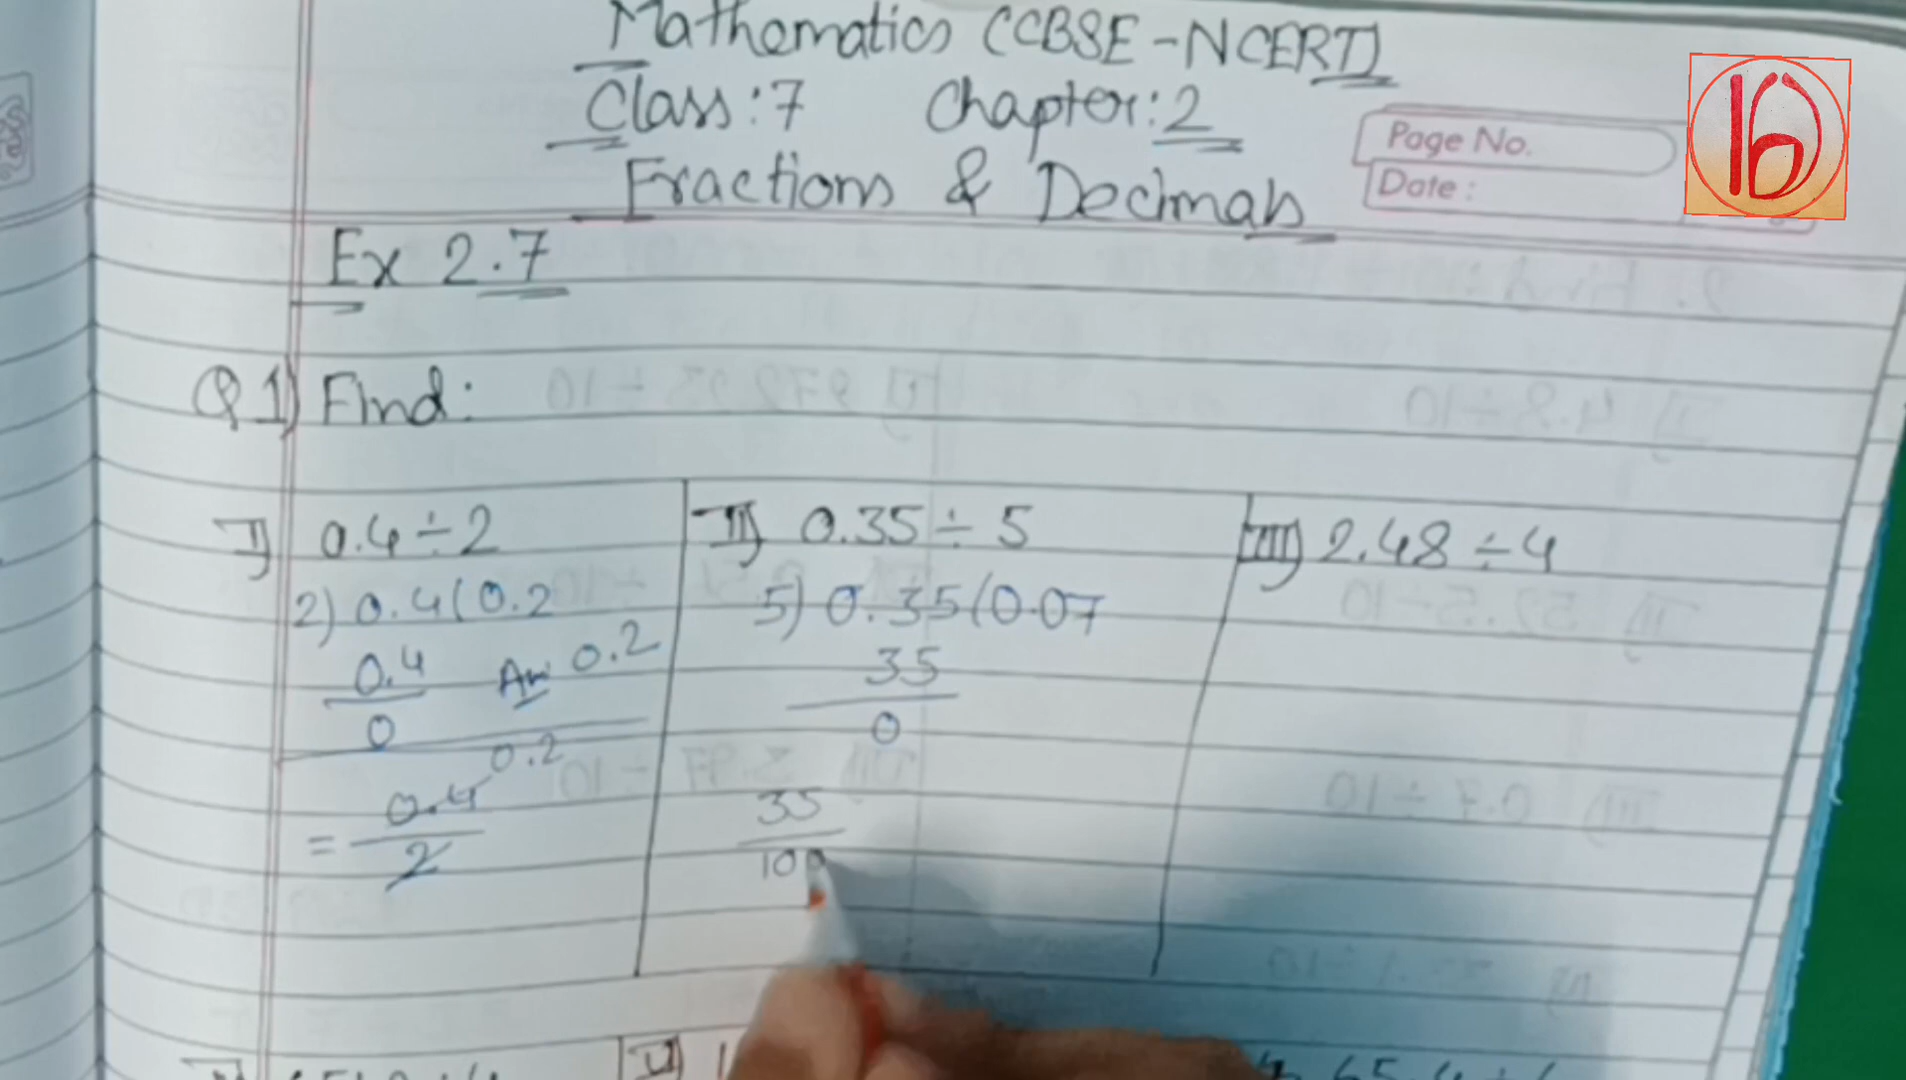 Mathematics (CBSE-NCERT)
Class:7 Chapter:2
Fractions & Decimals
Page No.
Date:
Ex 2.7
Q1) Find:
I) 0.4÷2
2) 0.4(0.2
0.4
0
Ans 0.2
= 0.4/2 0.2
II) 0.35÷5
5) 0.35(0.07
35
0
35
100
III) 2.48÷4